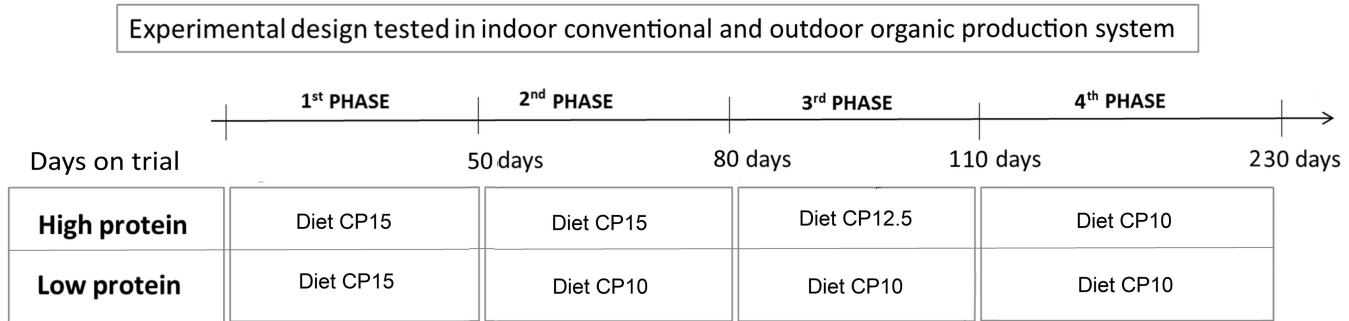 Experimental design tested in indoor conventional and outdoor organic production system
1st PHASE 2nd PHASE 3rd PHASE 4th PHASE
Days on trial 50 days 80 days 110 days 230 days
High protein Diet CP15 Diet CP15 Diet CP12.5 Diet CP10
Low protein Diet CP15 Diet CP10 Diet CP10 Diet CP10